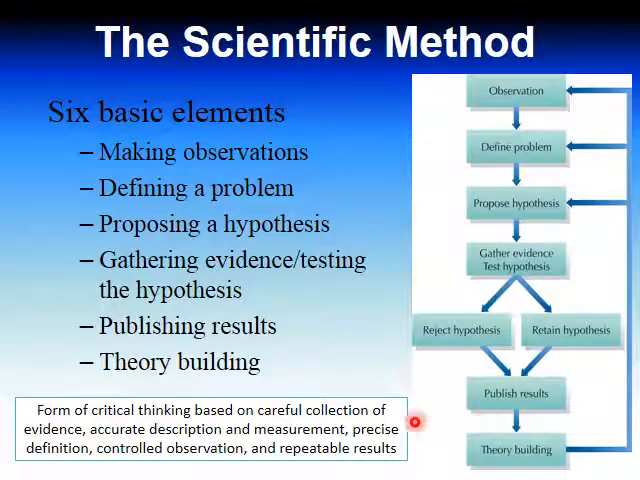 The Scientific Method
Six basic elements
– Making observations
– Defining a problem
– Proposing a hypothesis
– Gathering evidence/testing
the hypothesis
– Publishing results
– Theory building
Form of critical thinking based on careful collection of
evidence, accurate description and measurement, precise
definition, controlled observation, and repeatable results
Observation
Define problem
Propose hypothesis
Gather evidence
Test hypothesis
Reject hypothesis
Retain hypothesis
Publish results
Theory building